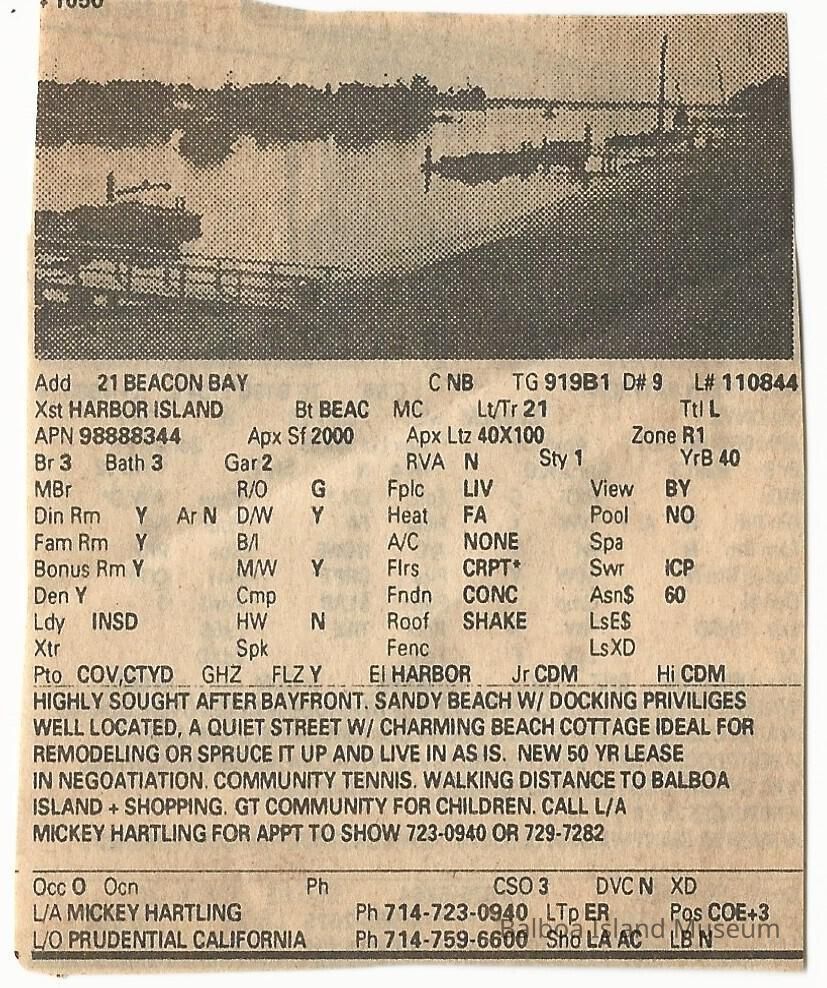 1050
Add 21 BEACON BAY C NB TG 919B1 D# 9 L# 110844
Xst HARBOR ISLAND Bt BEAC MC Lt/Tr 21 Ttl L
APN 98888344 Apx Sf 2000 Apx Ltz 40X100 Zone R1
Br 3 Bath 3 Gar 2 RVA N Sty 1 YrB 40
MBr R/O G Fplc LIV View BY
Din Rm Y Ar N D/W Y Heat FA Pool NO
Fam Rm Y B/I A/C NONE Spa
Bonus Rm Y M/W Y Flrs CRPT* Swr ICP
Den Y Cmp Fndn CONC Asn$ 60
Ldy INSD HW N Roof SHAKE LsE$
Xtr Spk Fenc LsXD
Pto COV,CTYD GHZ FLZ Y El HARBOR Jr CDM Hi CDM
HIGHLY SOUGHT AFTER BAYFRONT. SANDY BEACH W/ DOCKING PRIVILIGES
WELL LOCATED, A QUIET STREET W/ CHARMING BEACH COTTAGE IDEAL FOR
REMODELING OR SPRUCE IT UP AND LIVE IN AS IS. NEW 50 YR LEASE
IN NEGOATIATION. COMMUNITY TENNIS. WALKING DISTANCE TO BALBOA
ISLAND + SHOPPING. GT COMMUNITY FOR CHILDREN. CALL L/A
MICKEY HARTLING FOR APPT TO SHOW 723-0940 OR 729-7282
Occ O Ocn Ph CSO 3 DVC N XD
L/A MICKEY HARTLING Ph 714-723-0940 LTp ER Pos COE+3
L/O PRUDENTIAL CALIFORNIA Ph 714-759-6600 Sho LA AC LB N
Balboa Island Museum